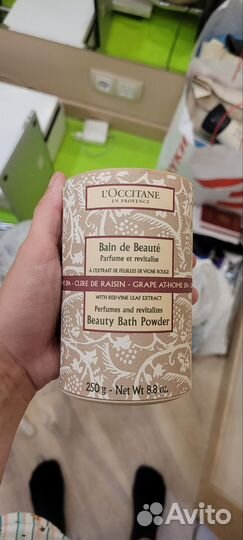 L'OCCITANE
EN PROVENCE
Bain de Beauté
Parfume et revitalise
A L'EXTRAIT DE FEUILLES DE VIGNE ROUGE
SPA - CURE DE RAISIN - GRAPE AT-HOME SPA -
WITH RED VINE LEAF EXTRACT
Perfumes and revitalizes
Beauty Bath Powder
250 g - Net Wt 8.8 oz.
Avito